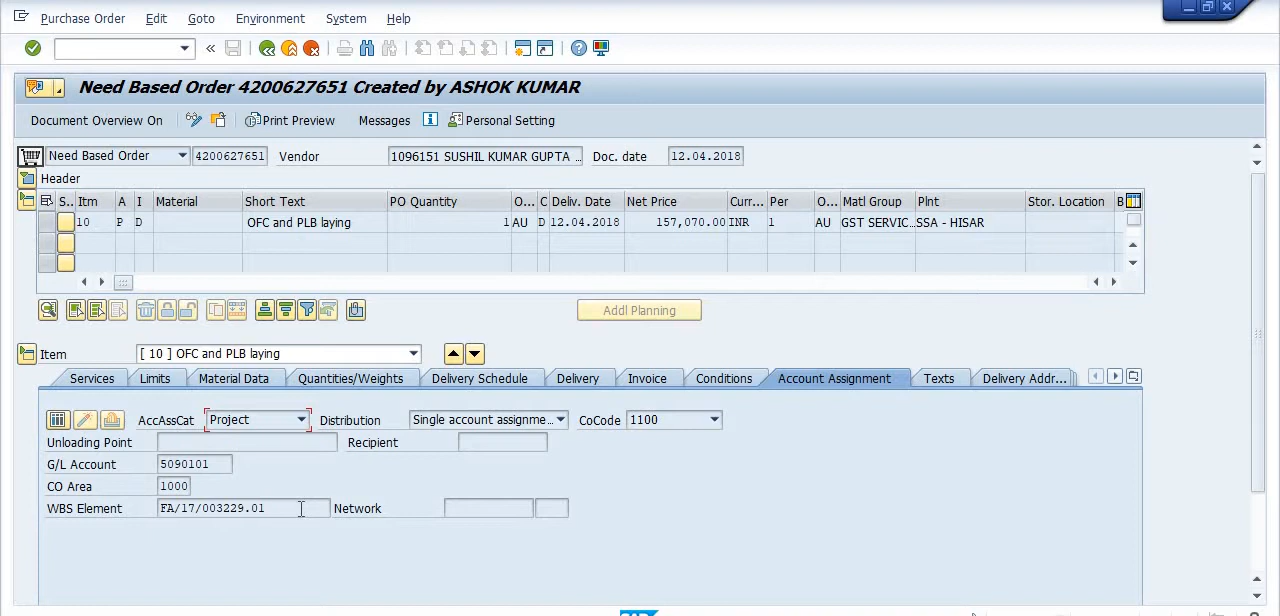 Purchase Order Edit Goto Environment System Help
Need Based Order 4200627651 Created by ASHOK KUMAR
Document Overview On Print Preview Messages Personal Setting
Need Based Order 4200627651 Vendor 1096151 SUSHIL KUMAR GUPTA ... Doc. date 12.04.2018
Header
S.. Itm A I Material Short Text PO Quantity O... C Deliv. Date Net Price Curr... Per O... Matl Group Plnt Stor. Location B
10 P D OFC and PLB laying 1 AU D 12.04.2018 157,070.00 INR 1 AU GST SERVIC... SSA - HISAR
Addl Planning
Item [ 10 ] OFC and PLB laying
Services Limits Material Data Quantities/Weights Delivery Schedule Delivery Invoice Conditions Account Assignment Texts Delivery Addr...
AccAssCat Project Distribution Single account assignme... CoCode 1100
Unloading Point Recipient
G/L Account 5090101
CO Area 1000
WBS Element FA/17/003229.01 Network
SAP